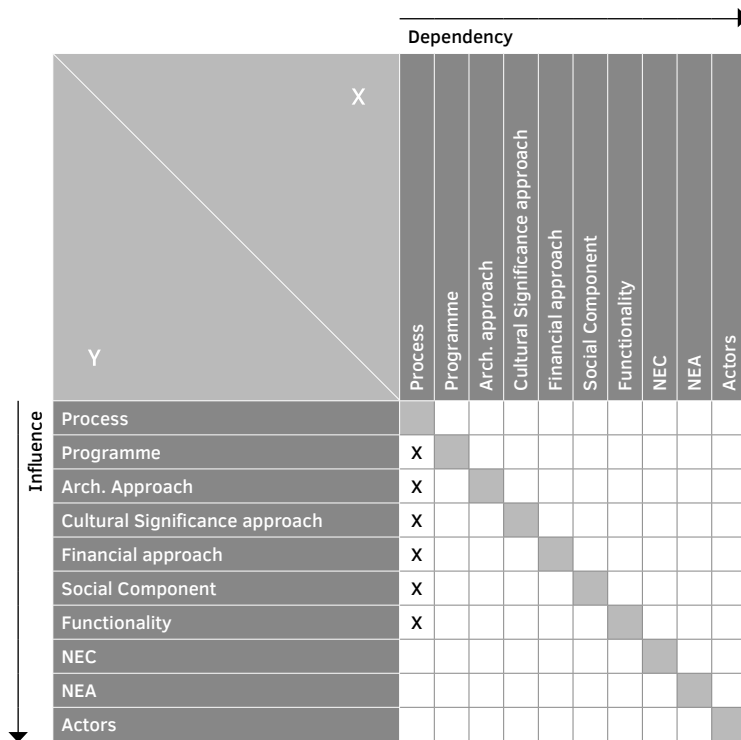 Dependency
X
Y
Process
Programme
Arch. approach
Cultural Significance approach
Financial approach
Social Component
Functionality
NEC
NEA
Actors
Influence
Process
Programme X
Arch. Approach X
Cultural Significance approach X
Financial approach X
Social Component X
Functionality X
NEC
NEA
Actors